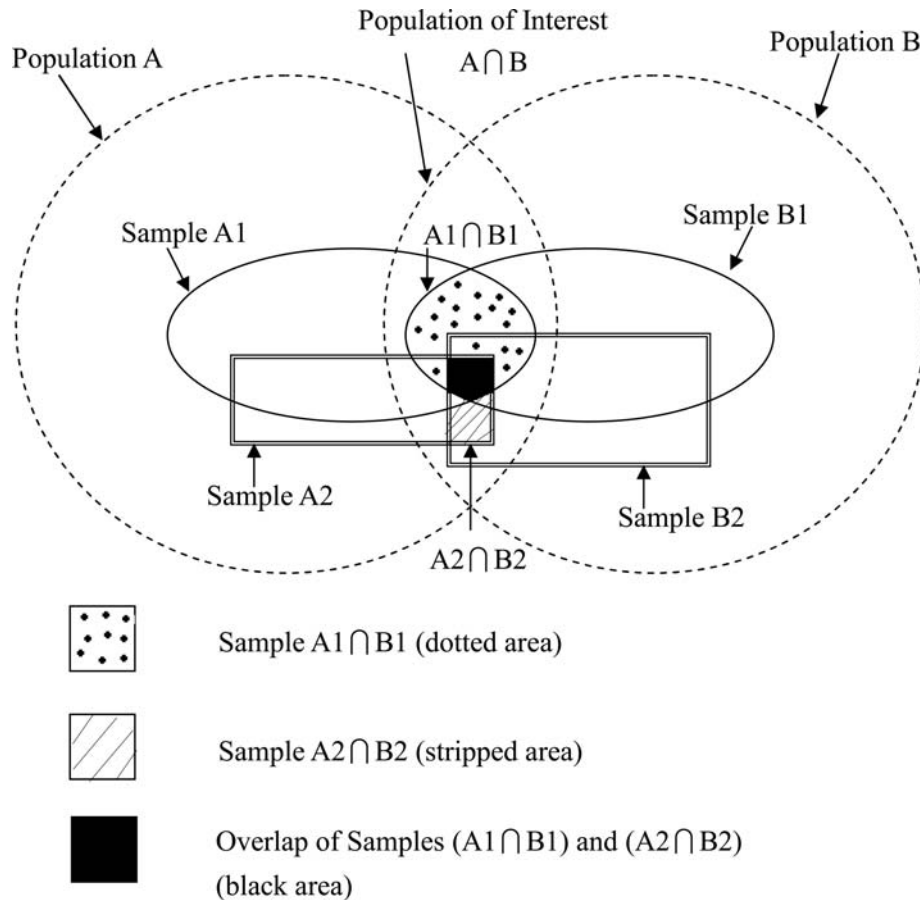 Population of Interest
A∩B
Population A
Population B
Sample A1
A1∩B1
Sample B1
Sample A2
A2∩B2
Sample B2
Sample A1∩B1 (dotted area)
Sample A2∩B2 (stripped area)
Overlap of Samples (A1∩B1) and (A2∩B2)
(black area)